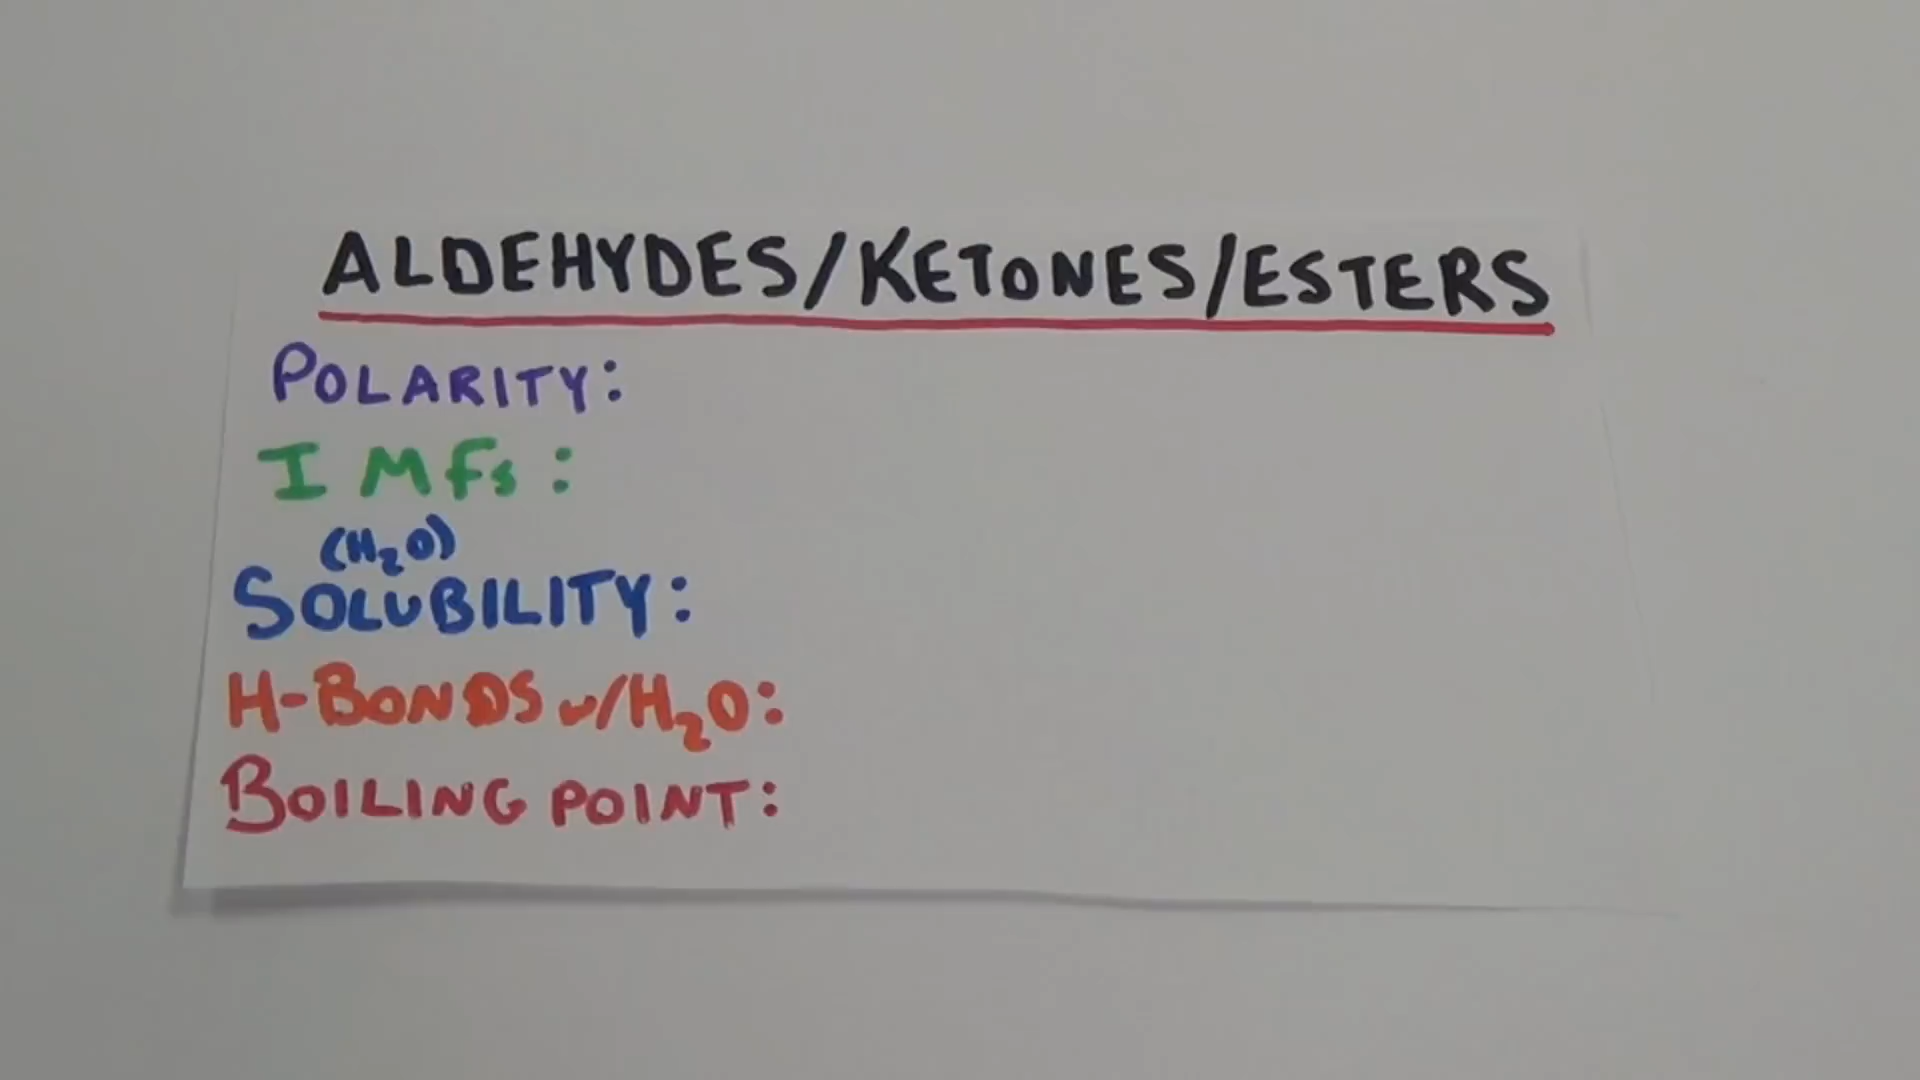 ALDEHYDES/KETONES/ESTERS
POLARITY:
IMFs:
(H₂O)
SOLUBILITY:
H-BONDS w/H₂O:
BOILING POINT: